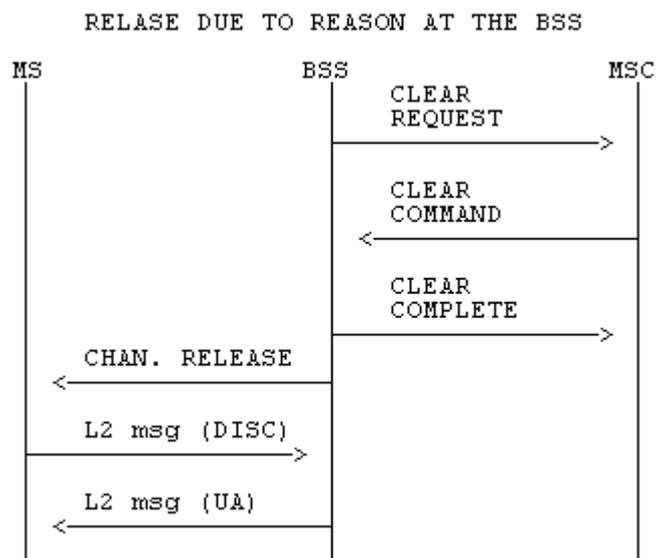 RELASE DUE TO REASON AT THE BSS
MS BSS MSC
CLEAR
REQUEST
CLEAR
COMMAND
CLEAR
COMPLETE
CHAN. RELEASE
L2 msg (DISC)
L2 msg (UA)